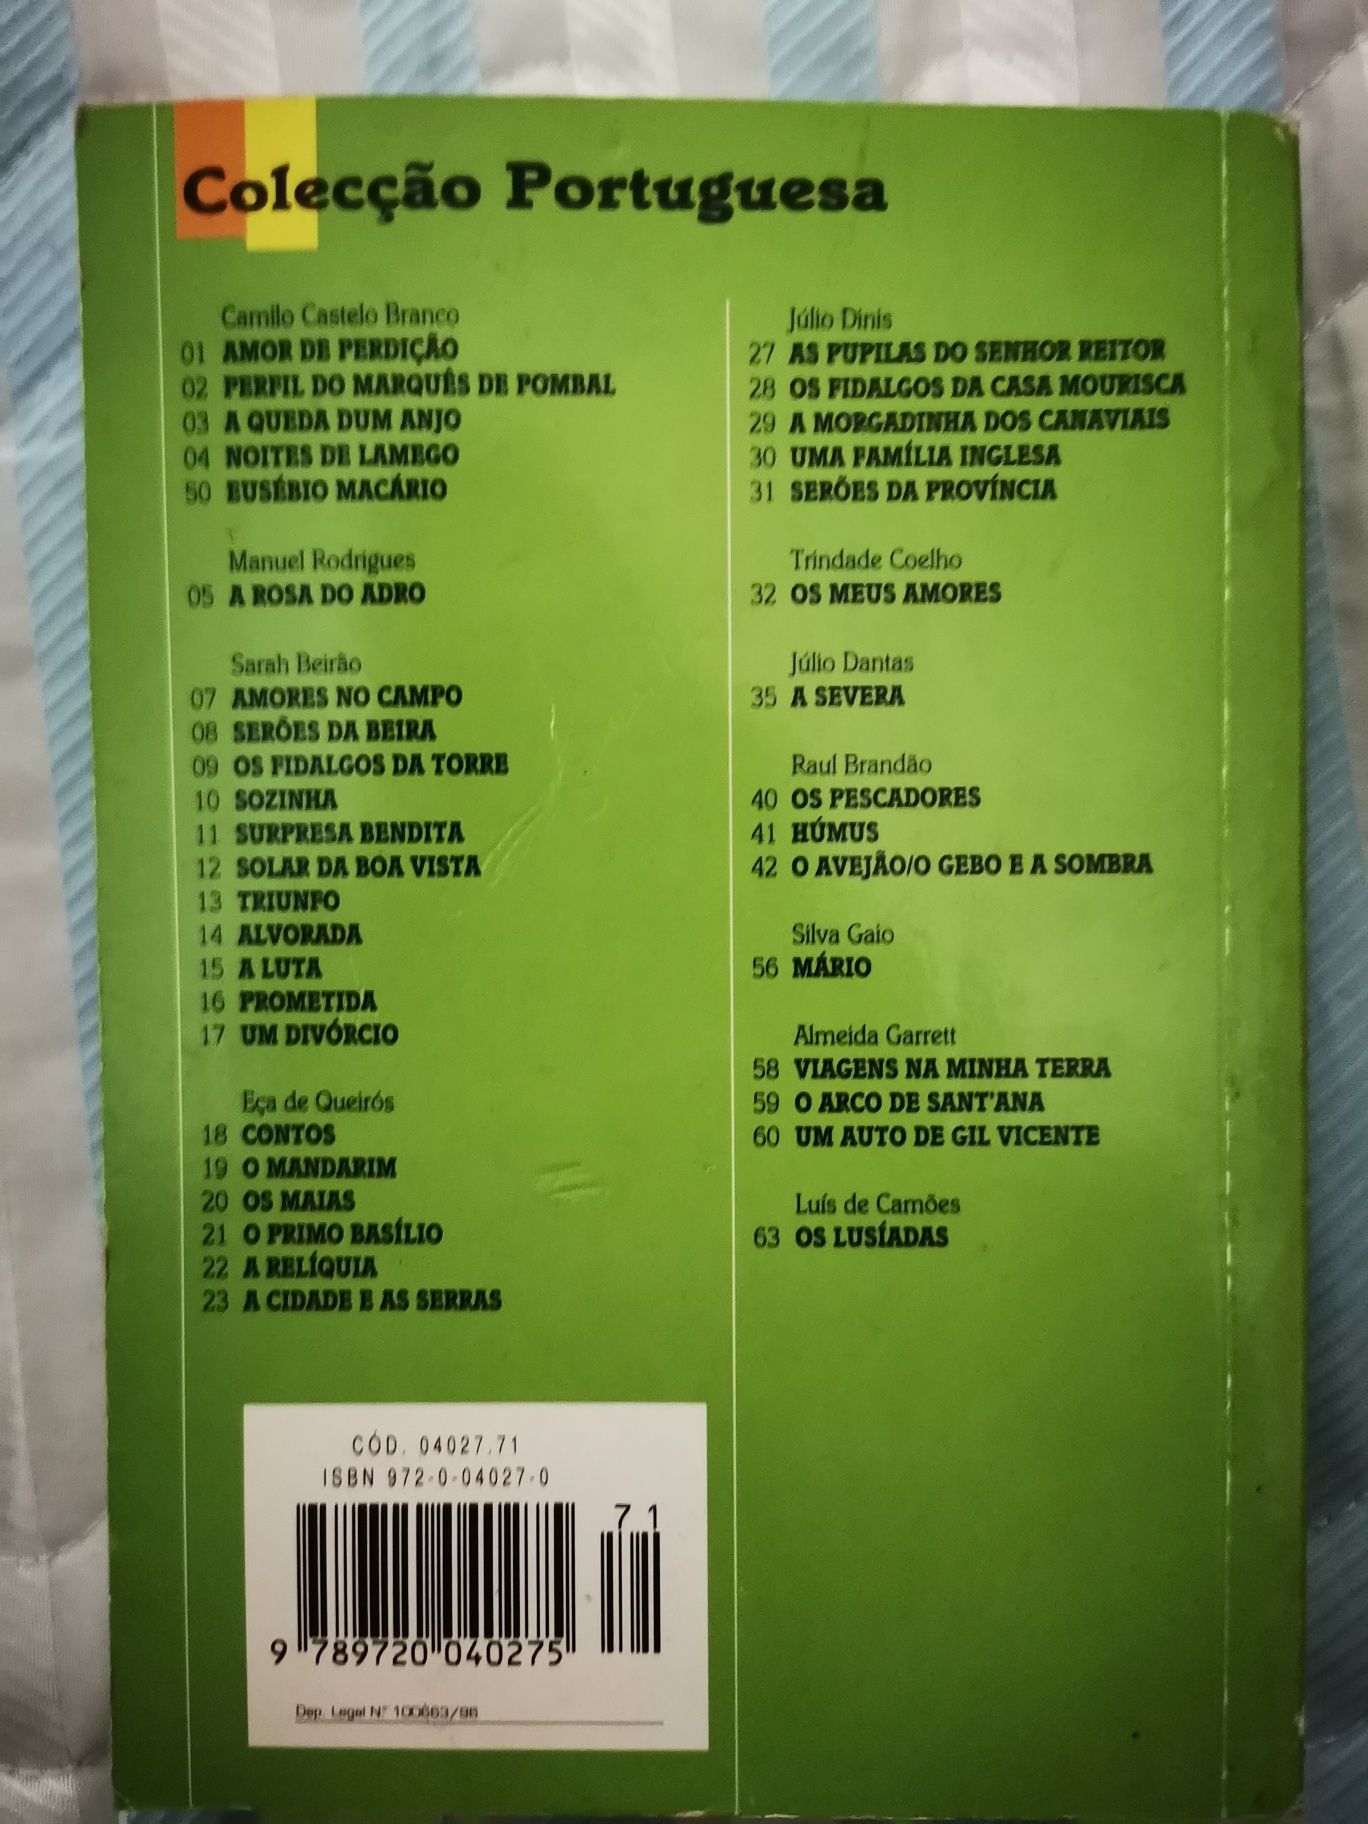 Colecção Portuguesa
Camilo Castelo Branco
01 AMOR DE PERDIÇÃO
02 PERFIL DO MARQUÊS DE POMBAL
03 A QUEDA DUM ANJO
04 NOITES DE LAMEGO
50 EUSÉBIO MACÁRIO
Manuel Rodrigues
05 A ROSA DO ADRO
Sarah Beirão
07 AMORES NO CAMPO
08 SERÕES DA BEIRA
09 OS FIDALGOS DA TORRE
10 SOZINHA
11 SURPRESA BENDITA
12 SOLAR DA BOA VISTA
13 TRIUNFO
14 ALVORADA
15 A LUTA
16 PROMETIDA
17 UM DIVÓRCIO
Eça de Queirós
18 CONTOS
19 O MANDARIM
20 OS MAIAS
21 O PRIMO BASÍLIO
22 A RELÍQUIA
23 A CIDADE E AS SERRAS
Júlio Dinis
27 AS PUPILAS DO SENHOR REITOR
28 OS FIDALGOS DA CASA MOURISCA
29 A MORGADINHA DOS CANAVIAIS
30 UMA FAMÍLIA INGLESA
31 SERÕES DA PROVÍNCIA
Trindade Coelho
32 OS MEUS AMORES
Júlio Dantas
35 A SEVERA
Raul Brandão
40 OS PESCADORES
41 HÚMUS
42 O AVEJÃO/O GEBO E A SOMBRA
Silva Gaio
56 MÁRIO
Almeida Garrett
58 VIAGENS NA MINHA TERRA
59 O ARCO DE SANT'ANA
60 UM AUTO DE GIL VICENTE
Luís de Camões
63 OS LUSÍADAS
CÓD. 04027.71
ISBN 972-0-04027-0
71
9 789720 040275
Dep. Legal N.º 100663/96